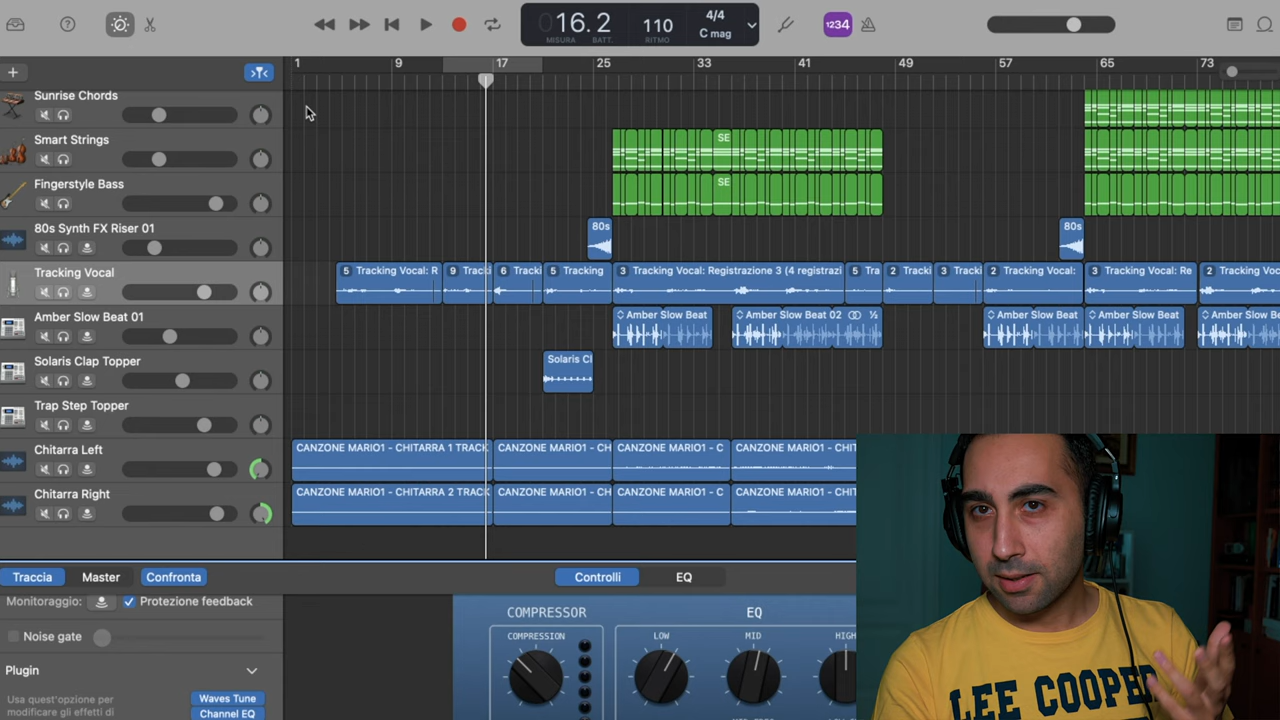 16.2
MISURA BATT.
110
RITMO
4/4
C mag
1234
1 9 17 25 33 41 49 57 65 73
Sunrise Chords
Smart Strings
SE
Fingerstyle Bass
SE
80s Synth FX Riser 01
80s
80s
Tracking Vocal
5 Tracking Vocal: R
9 Tracki
6 Tracki
5 Tracking
3 Tracking Vocal: Registrazione 3 (4 registrazi
5 Tra
2 Tracki
3 Tracki
2 Tracking Vocal:
3 Tracking Vocal: Re
2 Tracking Voc
Amber Slow Beat 01
Amber Slow Beat
Amber Slow Beat 02
Amber Slow Beat
Amber Slow Beat
Amber Slow B
Solaris Clap Topper
Solaris Cl
Trap Step Topper
Chitarra Left
CANZONE MARIO1 - CHITARRA 1 TRACK
CANZONE MARIO1 - CH
CANZONE MARIO1 - C
CANZONE MARIO1 - CHIT
Chitarra Right
CANZONE MARIO1 - CHITARRA 2 TRACK
CANZONE MARIO1 - CH
CANZONE MARIO1 - C
CANZONE MARIO1 - CHIT
Traccia Master Confronta
Controlli EQ
Monitoraggio: Protezione feedback
Noise gate
Plugin
Usa quest'opzione per
modificare gli effetti di
Waves Tune
Channel EQ
COMPRESSOR
COMPRESSION
EQ
LOW MID HIGH
LEE COOPER